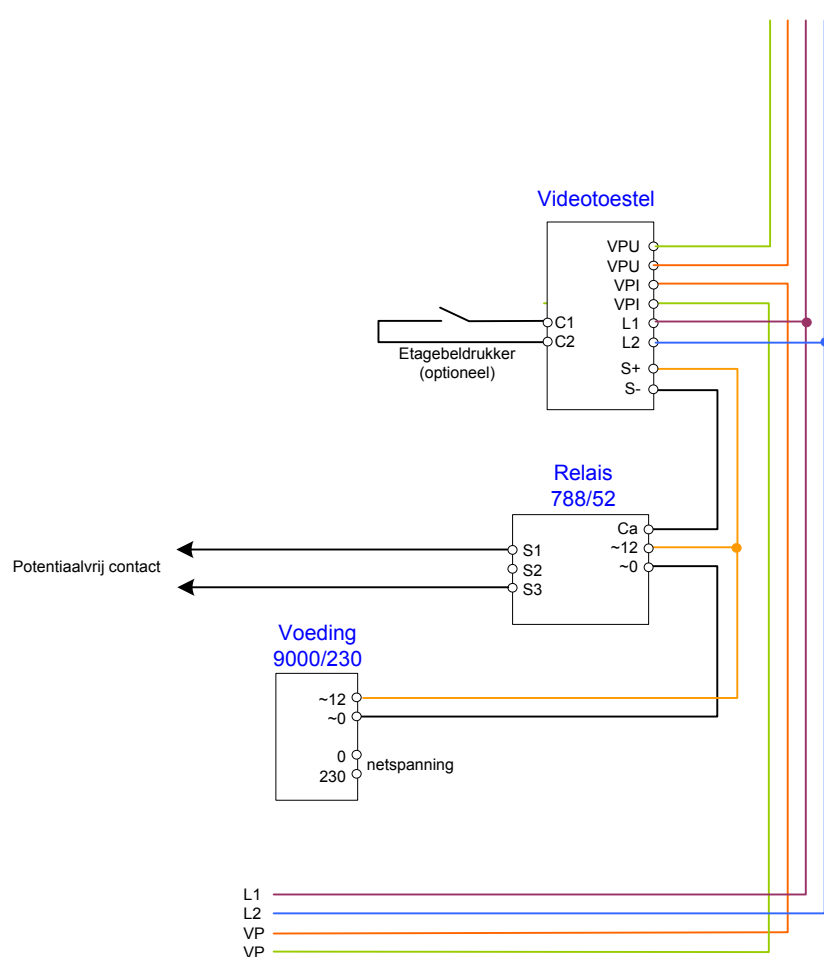 Videotoestel
VPU
VPU
VPI
VPI
C1
L1
C2
L2
Etagebeldrukker
(optioneel)
S+
S-
Relais
788/52
Ca
~12
~0
S1
S2
S3
Potentiaalvrij contact
Voeding
9000/230
~12
~0
0
230
netspanning
L1
L2
VP
VP